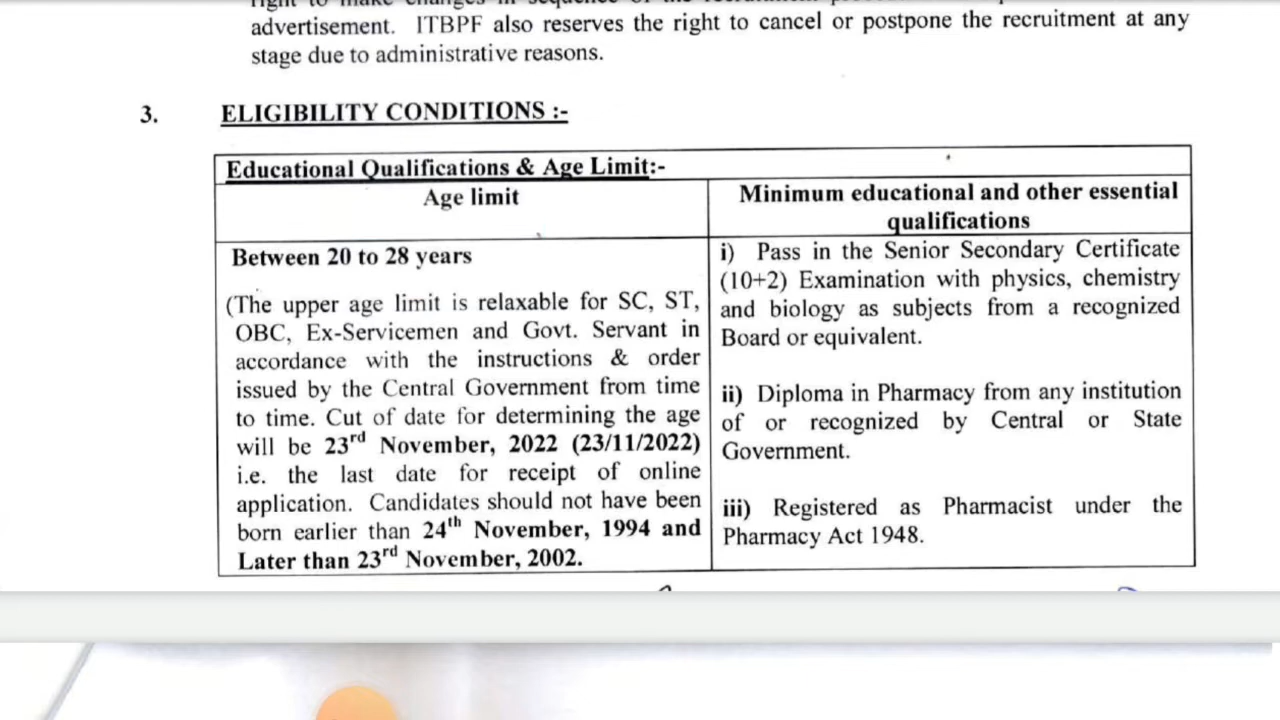 advertisement. ITBPF also reserves the right to cancel or postpone the recruitment at any
stage due to administrative reasons.
3. ELIGIBILITY CONDITIONS :-
Educational Qualifications & Age Limit:-
Age limit
Minimum educational and other essential
qualifications
Between 20 to 28 years
(The upper age limit is relaxable for SC, ST,
OBC, Ex-Servicemen and Govt. Servant in
accordance with the instructions & order
issued by the Central Government from time
to time. Cut of date for determining the age
will be 23rd November, 2022 (23/11/2022)
i.e. the last date for receipt of online
application. Candidates should not have been
born earlier than 24th November, 1994 and
Later than 23rd November, 2002.
i) Pass in the Senior Secondary Certificate
(10+2) Examination with physics, chemistry
and biology as subjects from a recognized
Board or equivalent.
ii) Diploma in Pharmacy from any institution
of or recognized by Central or State
Government.
iii) Registered as Pharmacist under the
Pharmacy Act 1948.